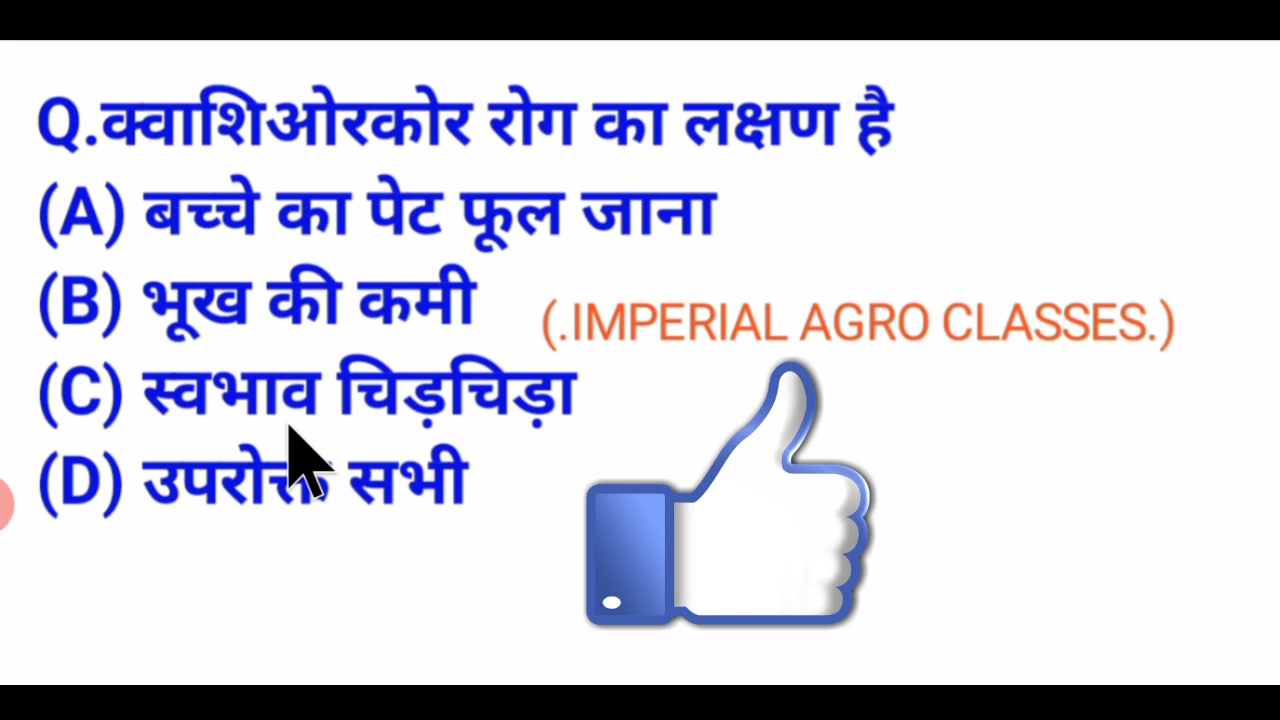 Q.क्वाशिओरकोर रोग का लक्षण है
(A) बच्चे का पेट फूल जाना
(B) भूख की कमी
(.IMPERIAL AGRO CLASSES.)
(C) स्वभाव चिड़चिड़ा
(D) उपरोक्त सभी